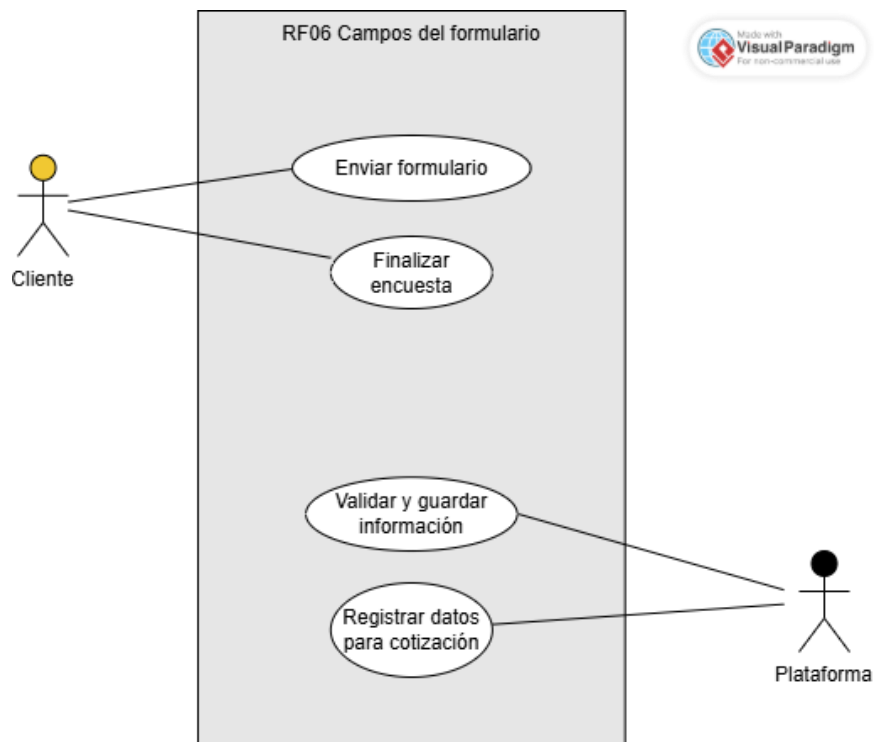 RF06 Campos del formulario
Made with
Visual Paradigm
For non-commercial use
Enviar formulario
Cliente
Finalizar
encuesta
Validar y guardar
información
Registrar datos
para cotización
Plataforma